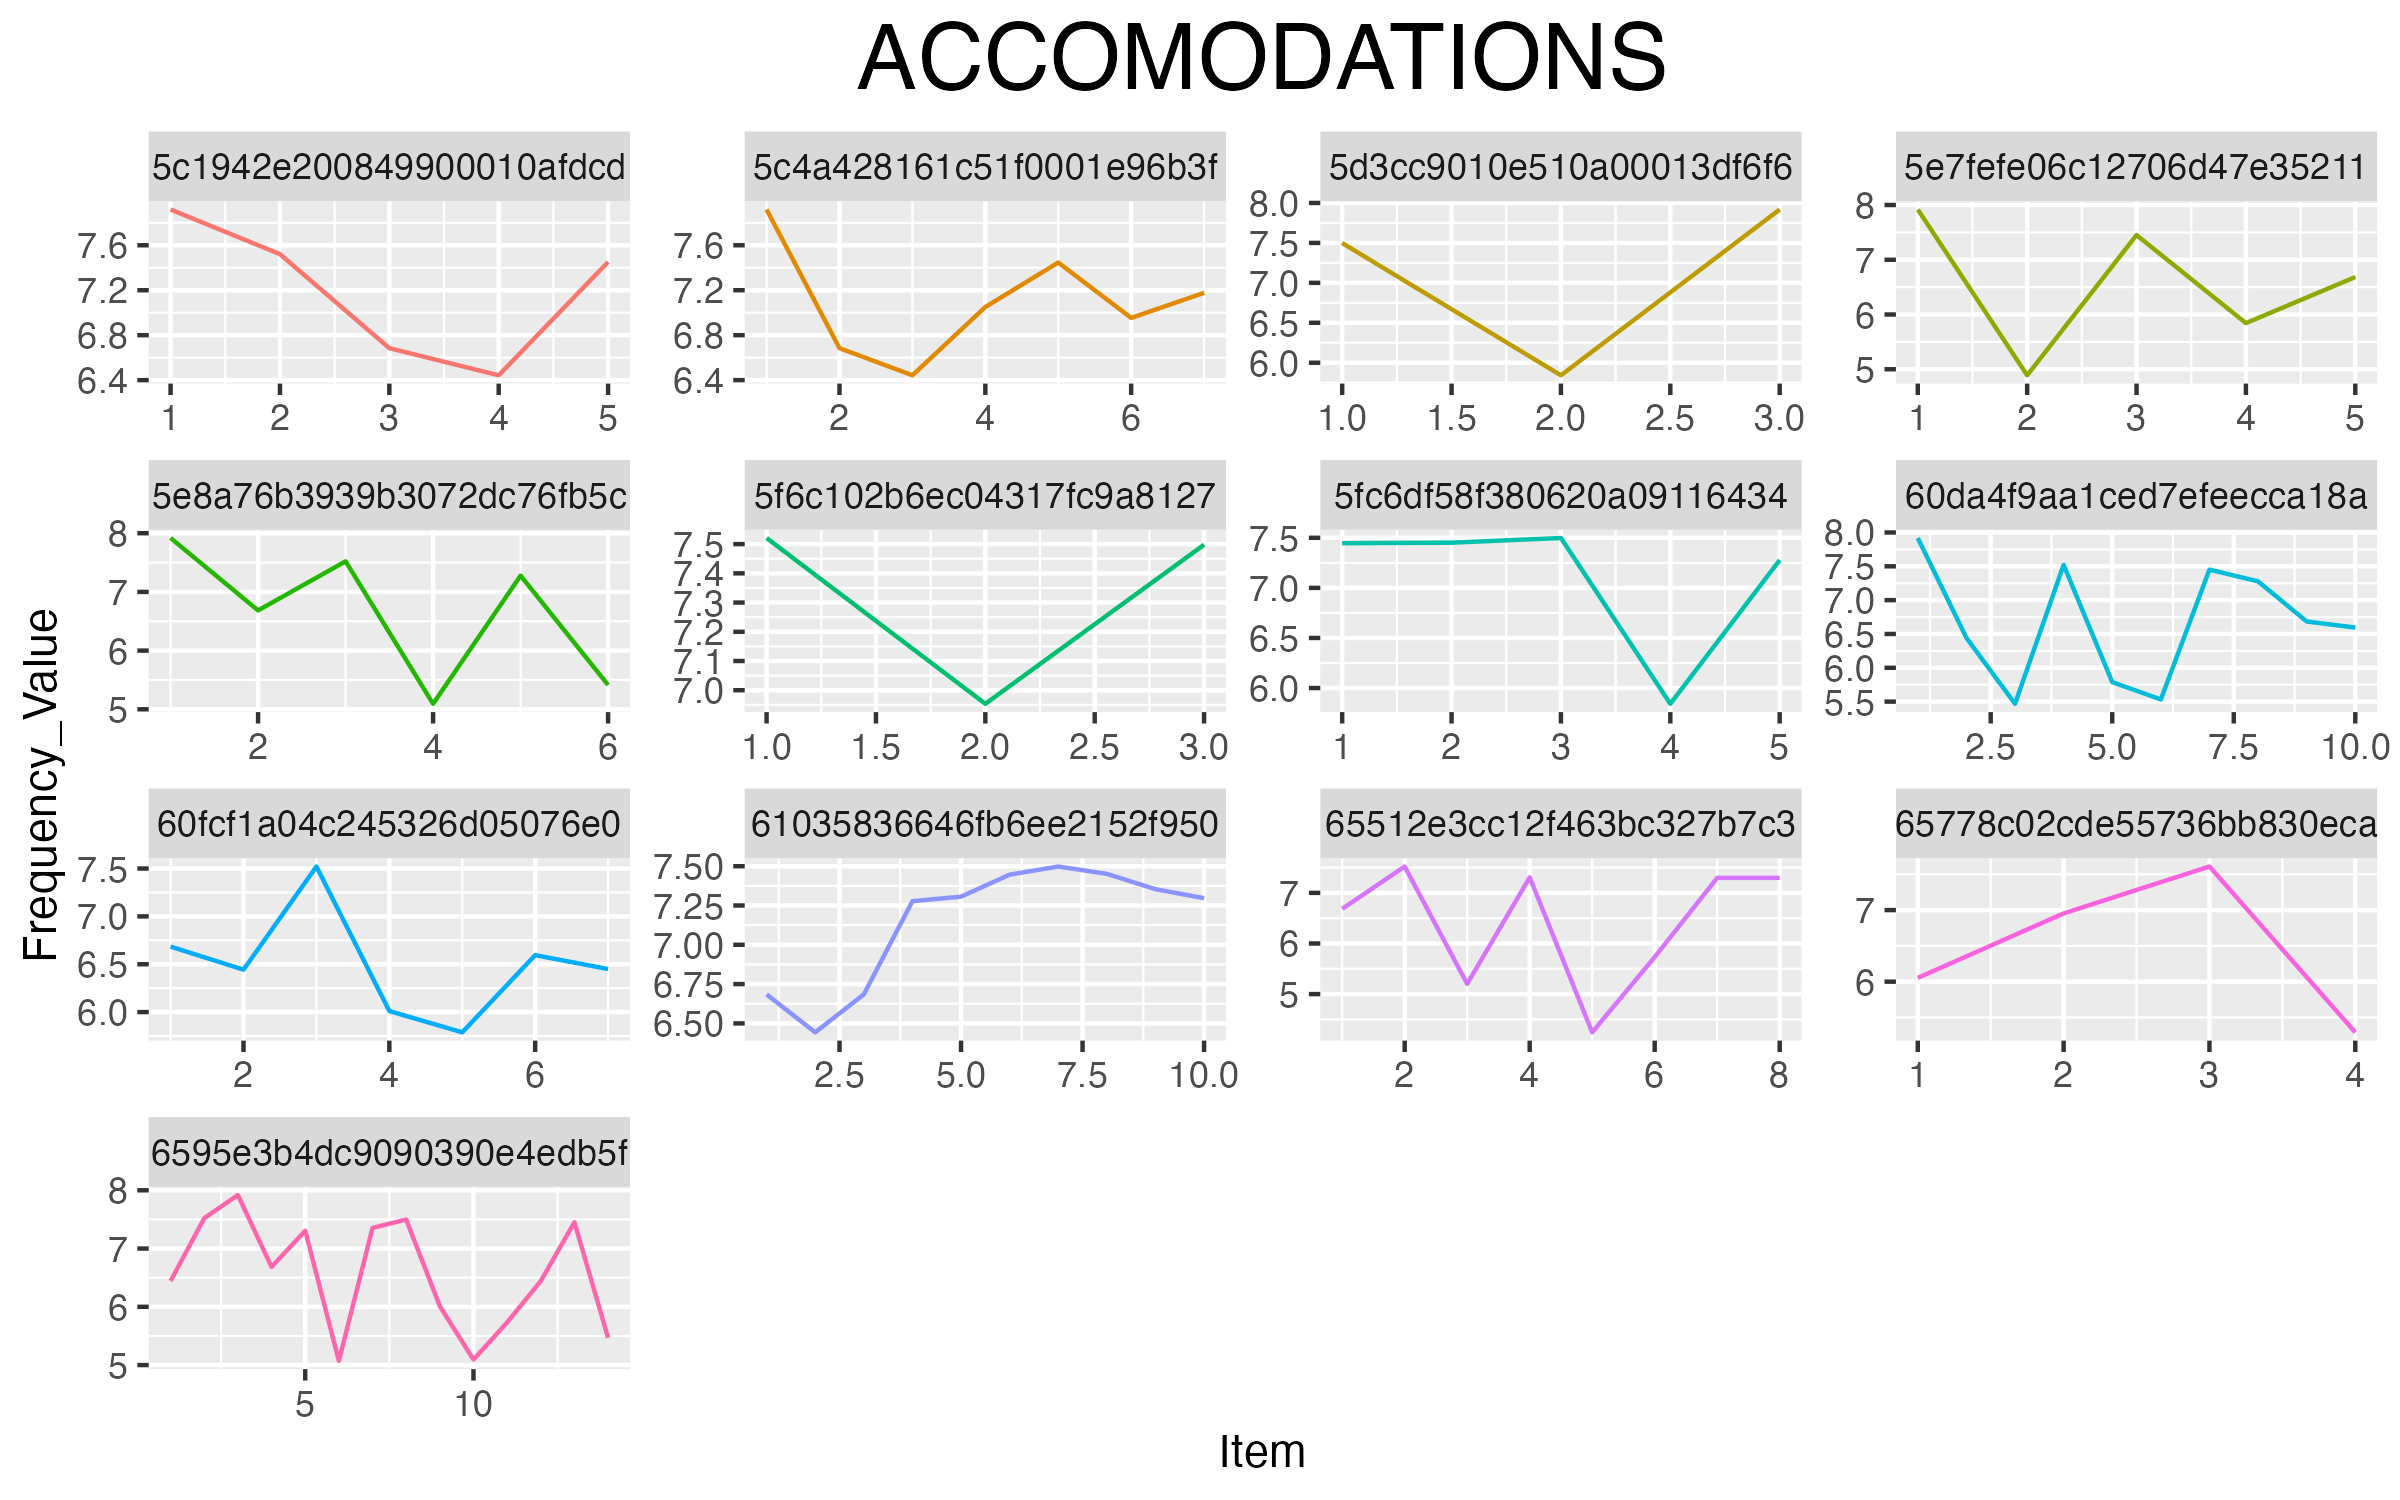 ACCOMODATIONS
5c1942e200849900010afdcd 5c4a428161c51f0001e96b3f 5d3cc9010e510a00013df6f6 5e7fefe06c12706d47e35211
7.6 7.2 6.8 6.4
1 2 3 4 5
7.6 7.2 6.8 6.4
2 4 6
8.0 7.5 7.0 6.5 6.0
1.0 1.5 2.0 2.5 3.0
8 7 6 5
1 2 3 4 5
5e8a76b3939b3072dc76fb5c 5f6c102b6ec04317fc9a8127 5fc6df58f380620a09116434 60da4f9aa1ced7efeecca18a
8 7 6 5
2 4 6
7.5 7.4 7.3 7.2 7.1 7.0
1.0 1.5 2.0 2.5 3.0
7.5 7.0 6.5 6.0
1 2 3 4 5
8.0 7.5 7.0 6.5 6.0 5.5
2.5 5.0 7.5 10.0
60fcf1a04c245326d05076e0 61035836646fb6ee2152f950 65512e3cc12f463bc327b7c3 65778c02cde55736bb830eca
7.5 7.0 6.5 6.0
2 4 6
7.50 7.25 7.00 6.75 6.50
2.5 5.0 7.5 10.0
7 6 5
2 4 6 8
7 6
1 2 3 4
6595e3b4dc9090390e4edb5f
8 7 6 5
5 10
Frequency_Value
Item